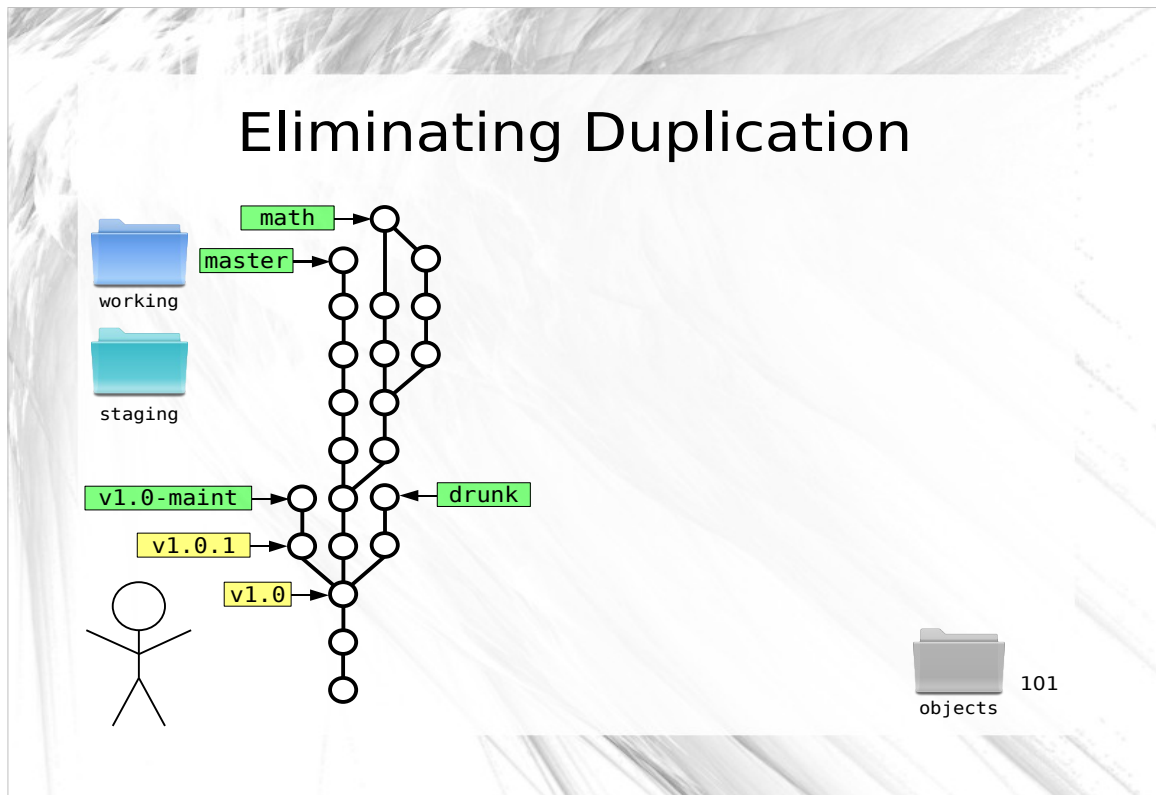 Eliminating Duplication
math
master
working
staging
v1.0-maint
drunk
v1.0.1
v1.0
101
objects